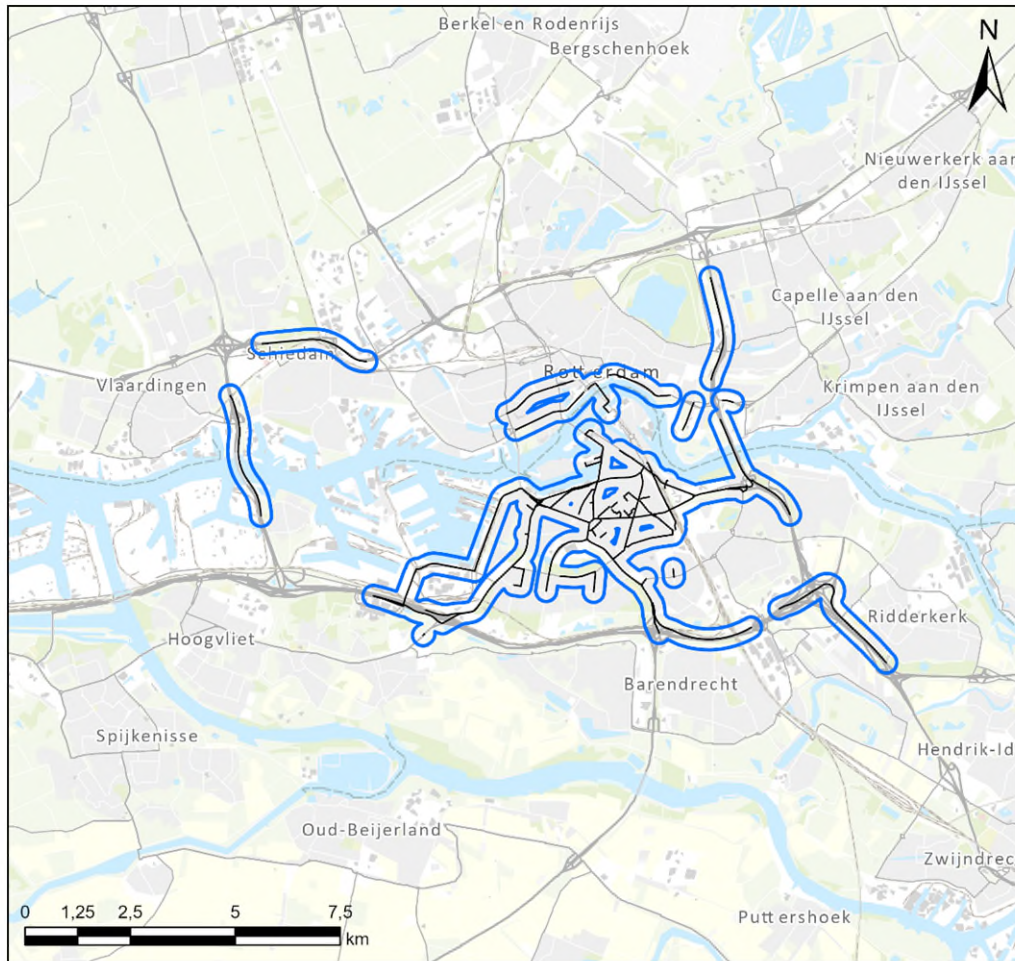 Berkel en Rodenrijs
Bergschenhoek
N
Nieuwerkerk aan
den IJssel
Capelle aan den
IJssel
Schiedam
Rotterdam
Vlaardingen
Krimpen aan den
IJssel
Hoogvliet
Ridderkerk
Barendrecht
Spijkenisse
Hendrik-Id
Oud-Beijerland
Zwijndrec
Puttershoek
0 1,25 2,5 5 7,5
km